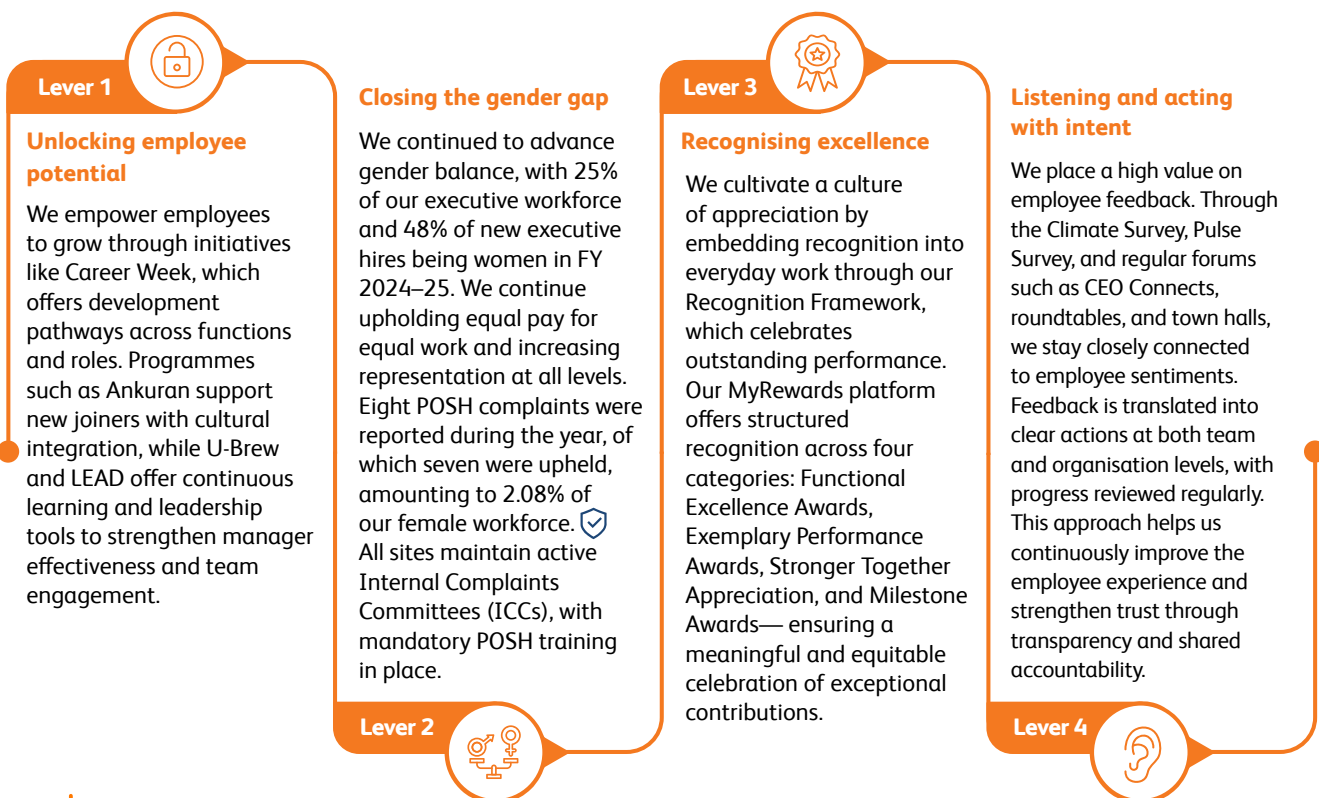 Lever 1
Unlocking employee
potential
We empower employees
to grow through initiatives
like Career Week, which
offers development
pathways across functions
and roles. Programmes
such as Ankuran support
new joiners with cultural
integration, while U-Brew
and LEAD offer continuous
learning and leadership
tools to strengthen manager
effectiveness and team
engagement.
Closing the gender gap
We continued to advance
gender balance, with 25%
of our executive workforce
and 48% of new executive
hires being women in FY
2024–25. We continue
upholding equal pay for
equal work and increasing
representation at all levels.
Eight POSH complaints were
reported during the year, of
which seven were upheld,
amounting to 2.08% of
our female workforce.
All sites maintain active
Internal Complaints
Committees (ICCs), with
mandatory POSH training
in place.
Lever 2
Lever 3
Recognising excellence
We cultivate a culture
of appreciation by
embedding recognition into
everyday work through our
Recognition Framework,
which celebrates
outstanding performance.
Our MyRewards platform
offers structured
recognition across four
categories: Functional
Excellence Awards,
Exemplary Performance
Awards, Stronger Together
Appreciation, and Milestone
Awards— ensuring a
meaningful and equitable
celebration of exceptional
contributions.
Listening and acting
with intent
We place a high value on
employee feedback. Through
the Climate Survey, Pulse
Survey, and regular forums
such as CEO Connects,
roundtables, and town halls,
we stay closely connected
to employee sentiments.
Feedback is translated into
clear actions at both team
and organisation levels, with
progress reviewed regularly.
This approach helps us
continuously improve the
employee experience and
strengthen trust through
transparency and shared
accountability.
Lever 4